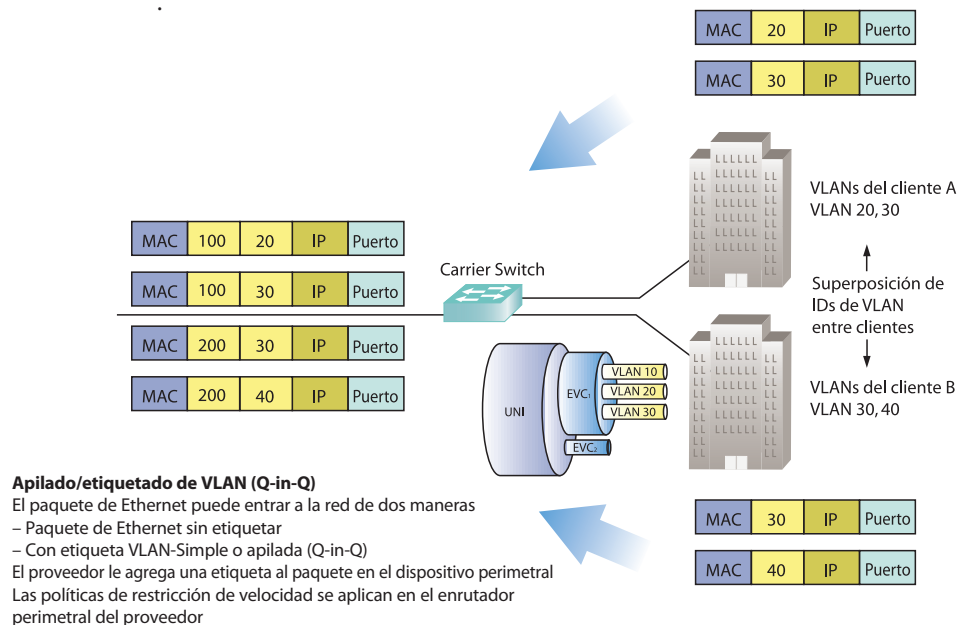 MAC 20 IP Puerto
MAC 30 IP Puerto
VLANs del cliente A
VLAN 20, 30
Superposición de
IDs de VLAN
entre clientes
VLANs del cliente B
VLAN 30, 40
MAC 100 20 IP Puerto
MAC 100 30 IP Puerto
MAC 200 30 IP Puerto
MAC 200 40 IP Puerto
Carrier Switch
UNI
EVC₁
VLAN 10
VLAN 20
VLAN 30
EVC₂
MAC 30 IP Puerto
MAC 40 IP Puerto
Apilado/etiquetado de VLAN (Q-in-Q)
El paquete de Ethernet puede entrar a la red de dos maneras
– Paquete de Ethernet sin etiquetar
– Con etiqueta VLAN-Simple o apilada (Q-in-Q)
El proveedor le agrega una etiqueta al paquete en el dispositivo perimetral
Las políticas de restricción de velocidad se aplican en el enrutador
perimetral del proveedor